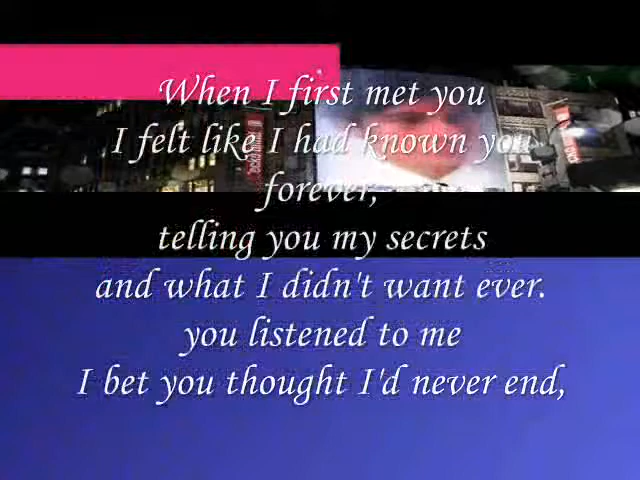 When I first met you
I felt like I had known you
forever,
telling you my secrets
and what I didn't want ever.
you listened to me
I bet you thought I'd never end,